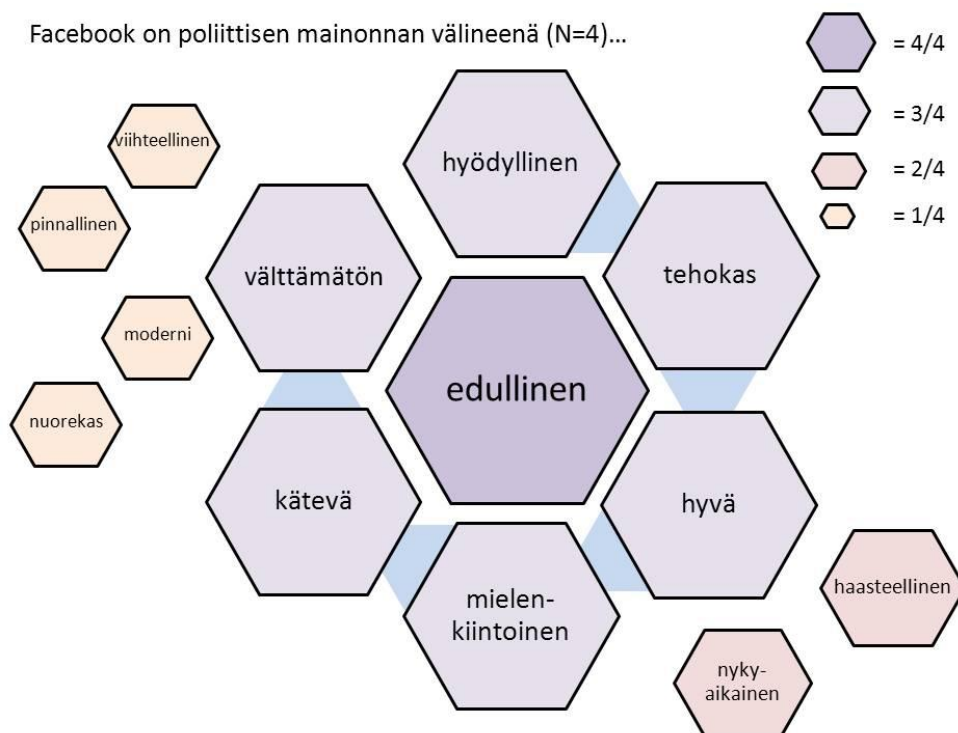 Facebook on poliittisen mainonnan välineenä (N=4)...
= 4/4
= 3/4
= 2/4
= 1/4
viihteellinen
pinnallinen
moderni
nuorekas
hyödyllinen
välttämätön
tehokas
edullinen
kätevä
hyvä
mielen-
kiintoinen
haasteellinen
nyky-
aikainen